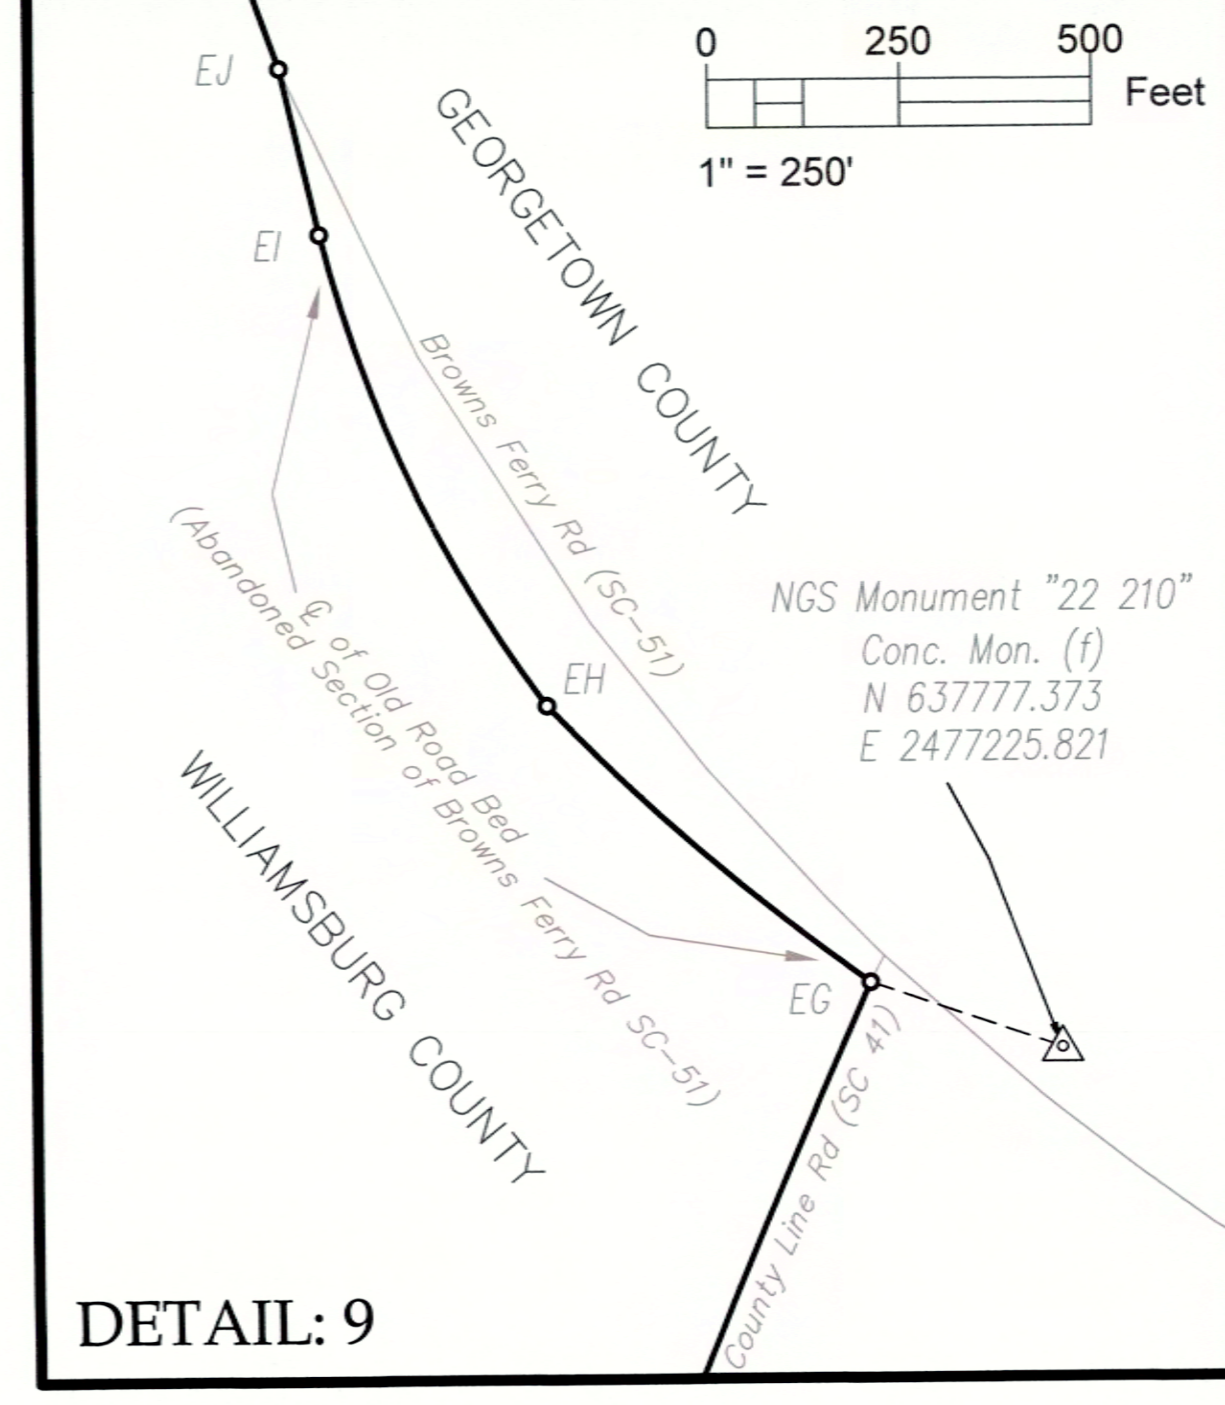 0 250 500
Feet
1" = 250'
EJ
EI
GEORGETOWN COUNTY
Browns Ferry Rd (SC-51)
℄ of Old Road Bed
(Abandoned Section of Browns Ferry Rd SC-51)
NGS Monument "22 210"
Conc. Mon. (f)
N 637777.373
E 2477225.821
EH
WILLIAMSBURG COUNTY
EG
County Line Rd (SC 41)
DETAIL: 9